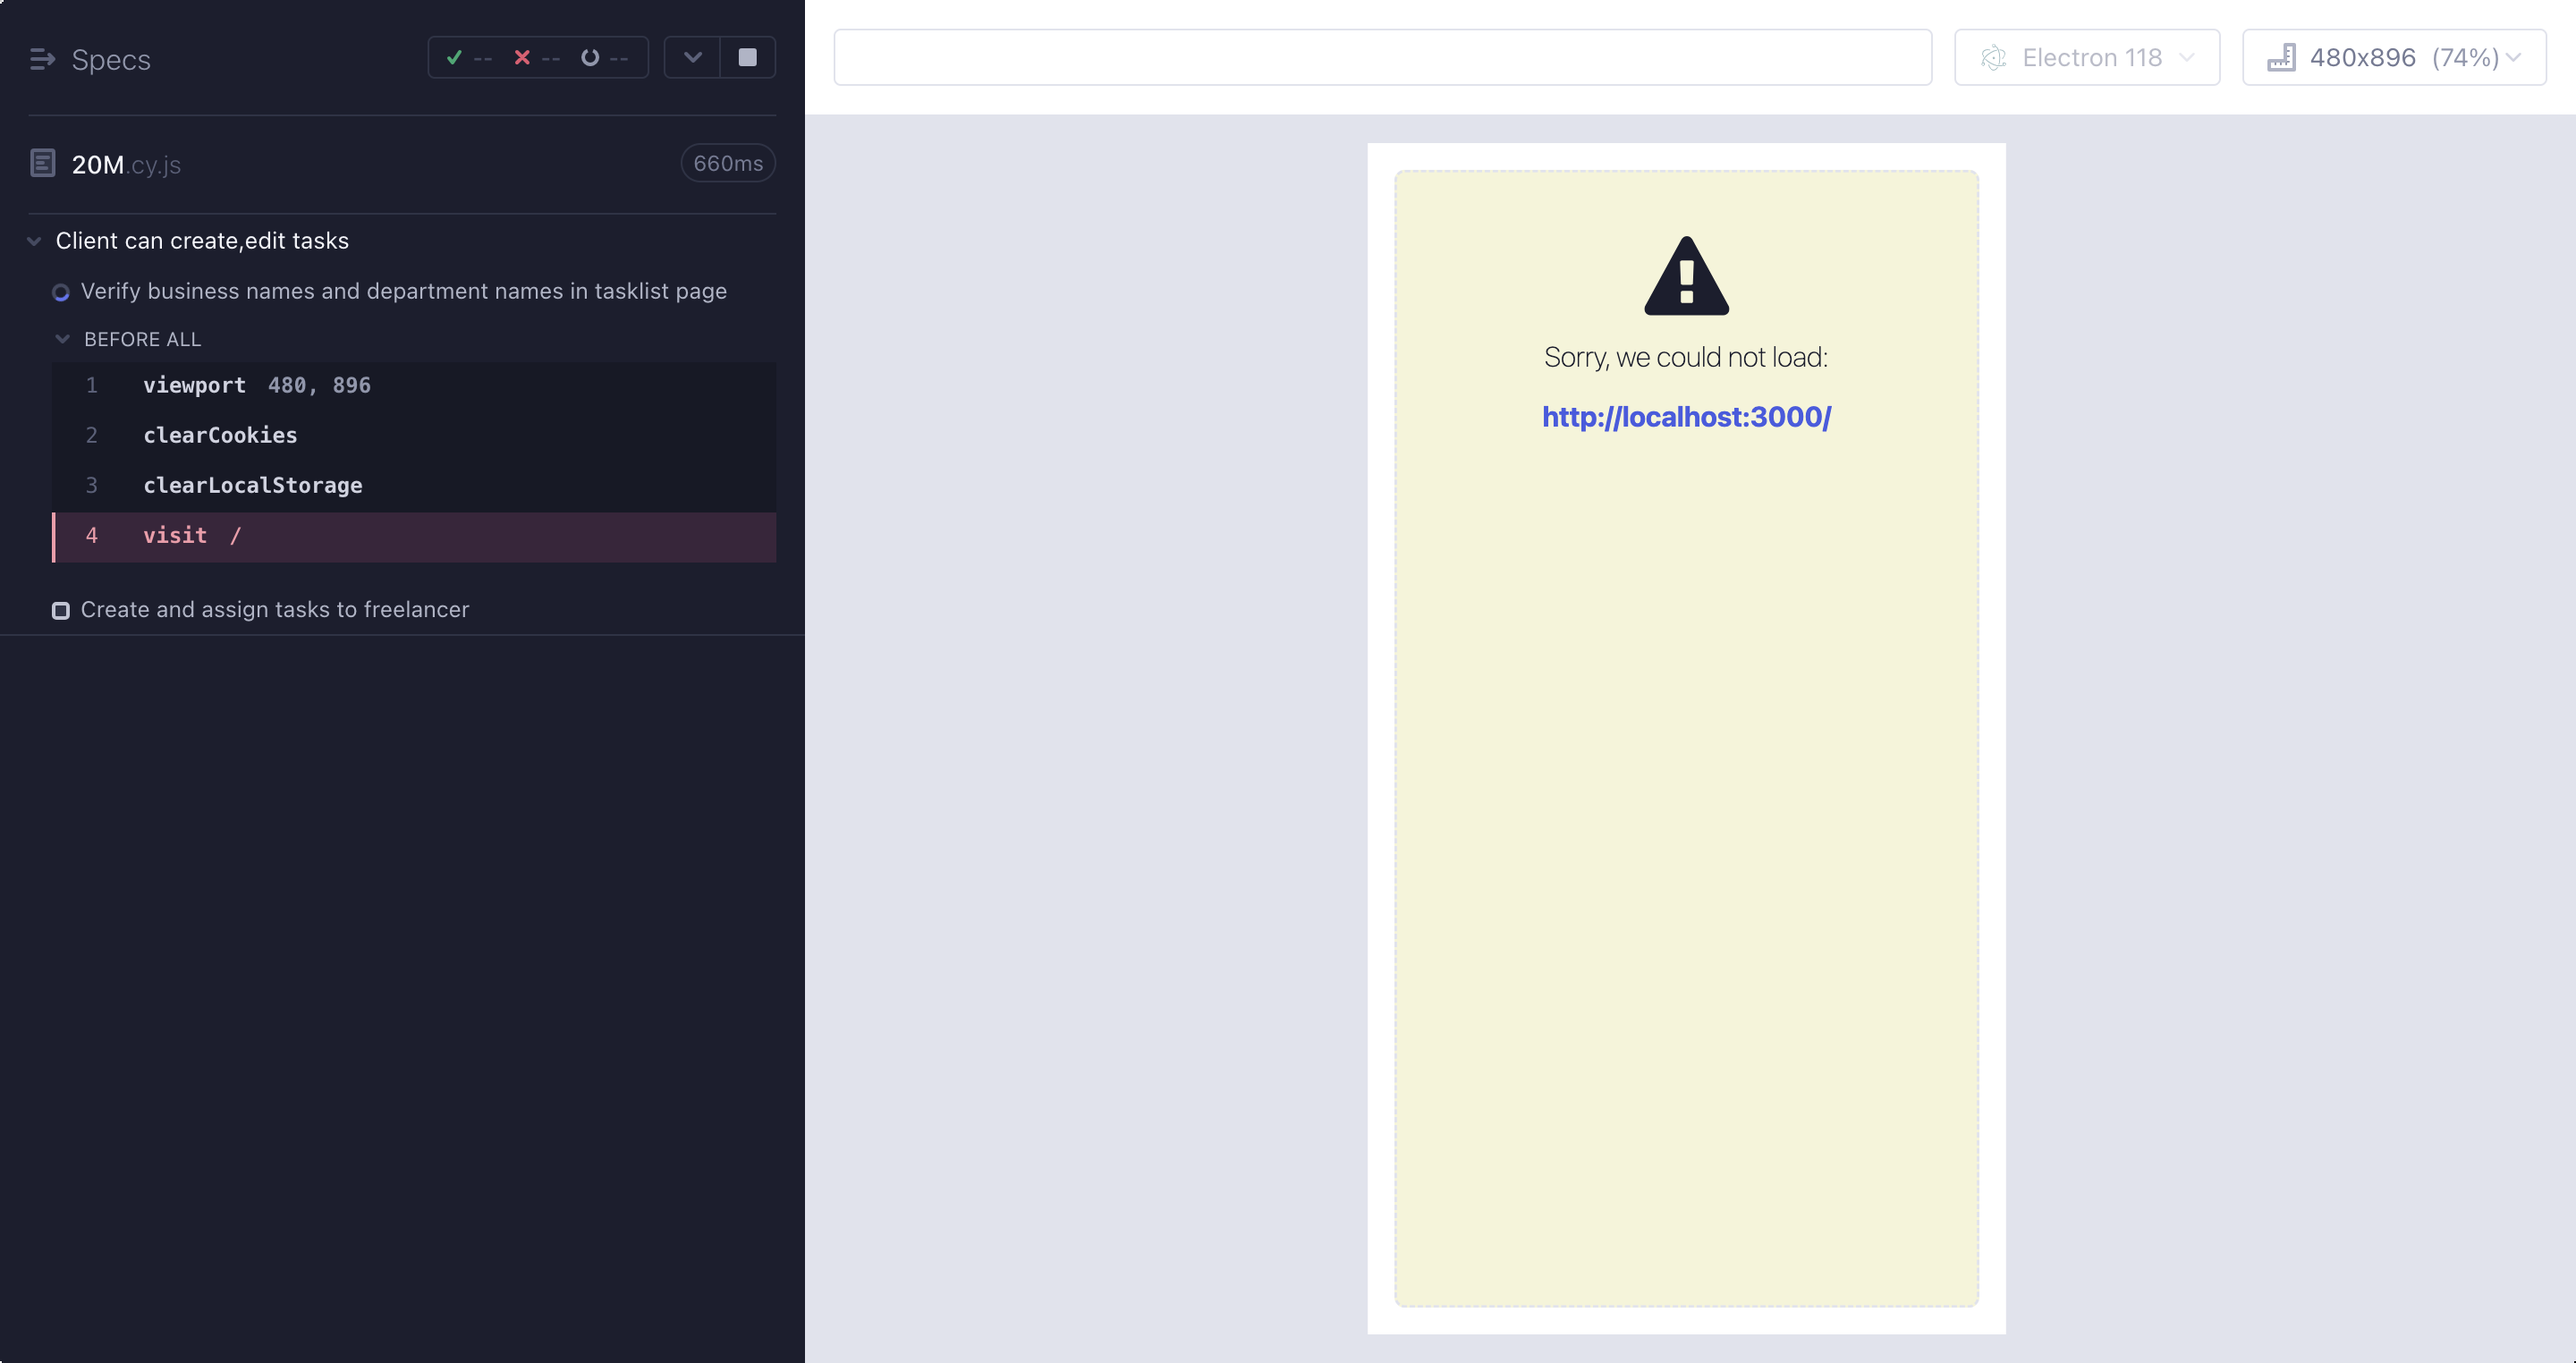 Specs
-- -- --
20M.cy.js
660ms
Client can create,edit tasks
Verify business names and department names in tasklist page
BEFORE ALL
1 viewport 480, 896
2 clearCookies
3 clearLocalStorage
4 visit /
Create and assign tasks to freelancer
Electron 118
480x896 (74%)
Sorry, we could not load:
http://localhost:3000/